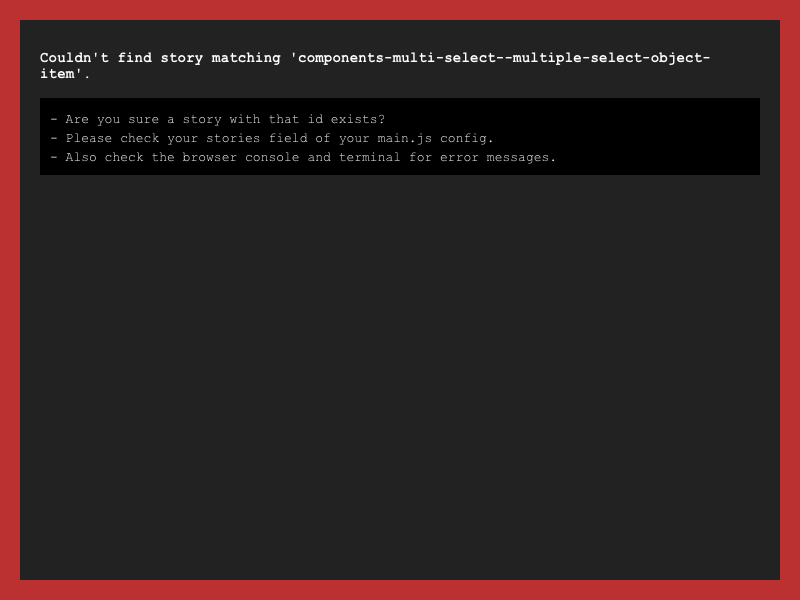 Couldn't find story matching 'components-multi-select--multiple-select-object-
item'.
- Are you sure a story with that id exists?
- Please check your stories field of your main.js config.
- Also check the browser console and terminal for error messages.